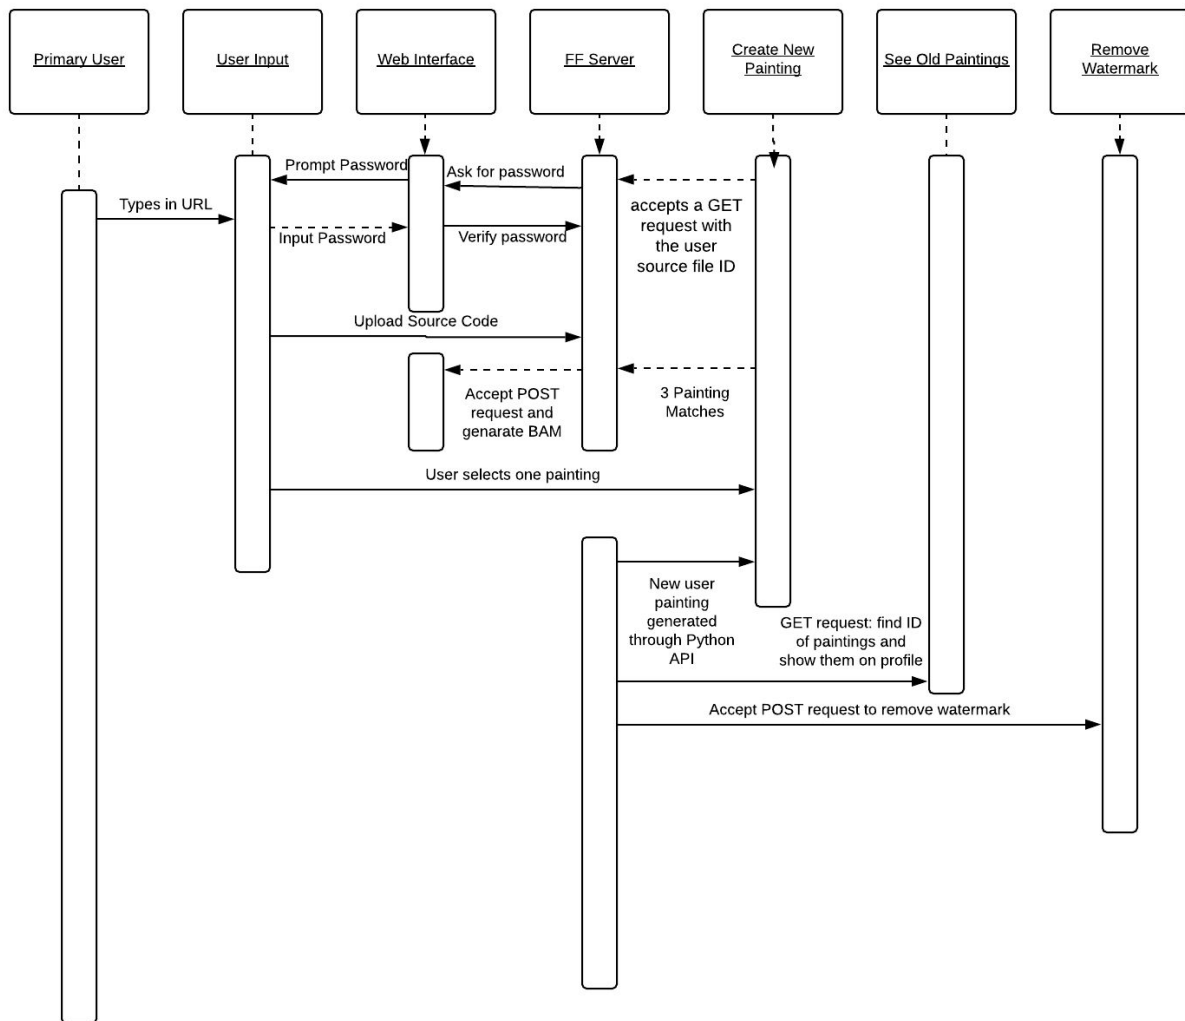 Primary User
User Input
Web Interface
FF Server
Create New
Painting
See Old Paintings
Remove
Watermark
Prompt Password
Ask for password
Types in URL
accepts a GET
request with
the user
source file ID
Input Password
Verify password
Upload Source Code
Accept POST
request and
genarate BAM
3 Painting
Matches
User selects one painting
New user
painting
generated
through Python
API
GET request: find ID
of paintings and
show them on profile
Accept POST request to remove watermark